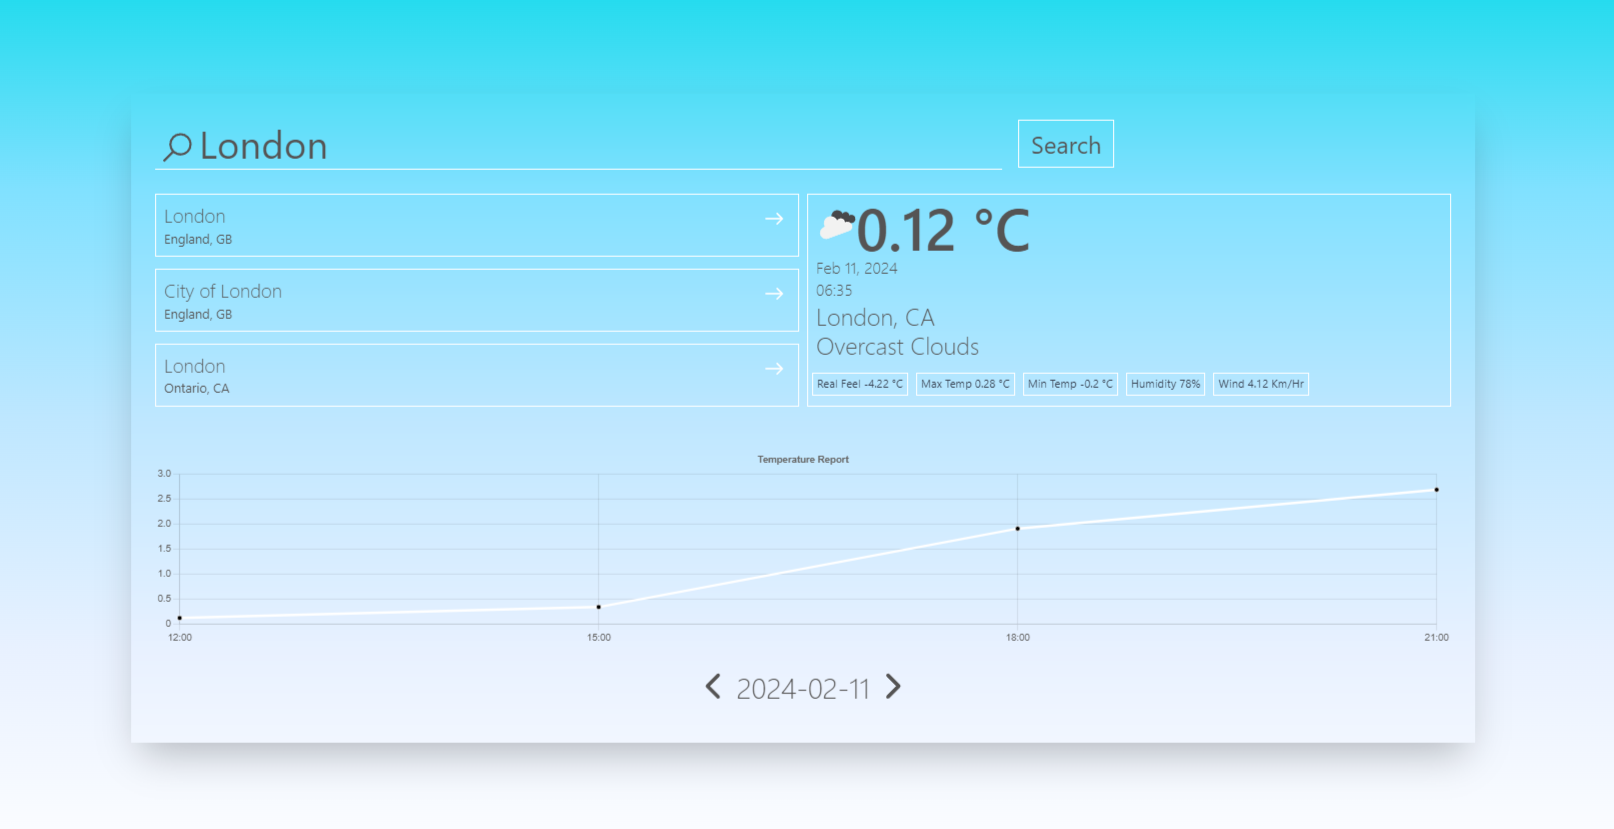 London
Search
London
England, GB
City of London
England, GB
London
Ontario, CA
0.12 °C
Feb 11, 2024
06:35
London, CA
Overcast Clouds
Real Feel -4.22 °C
Max Temp 0.28 °C
Min Temp -0.2 °C
Humidity 78%
Wind 4.12 Km/Hr
Temperature Report
3.0
2.5
2.0
1.5
1.0
0.5
0
12:00
15:00
18:00
21:00
2024-02-11